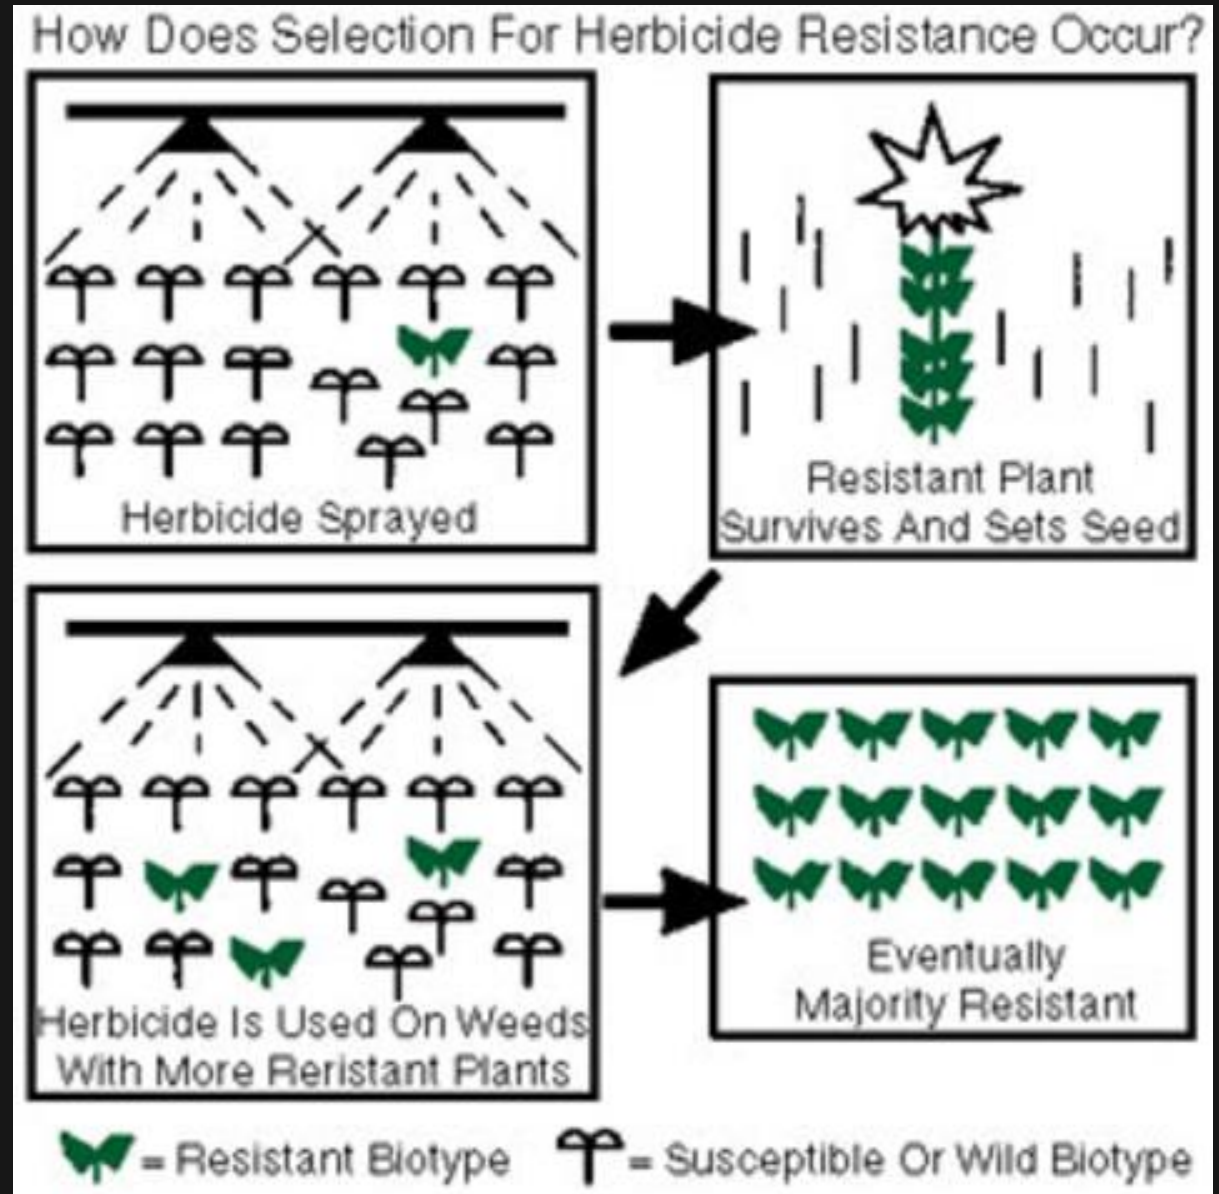 How Does Selection For Herbicide Resistance Occur?
Herbicide Sprayed
Resistant Plant
Survives And Sets Seed
Herbicide Is Used On Weeds
With More Reristant Plants
Eventually
Majority Resistant
= Resistant Biotype
= Susceptible Or Wild Biotype